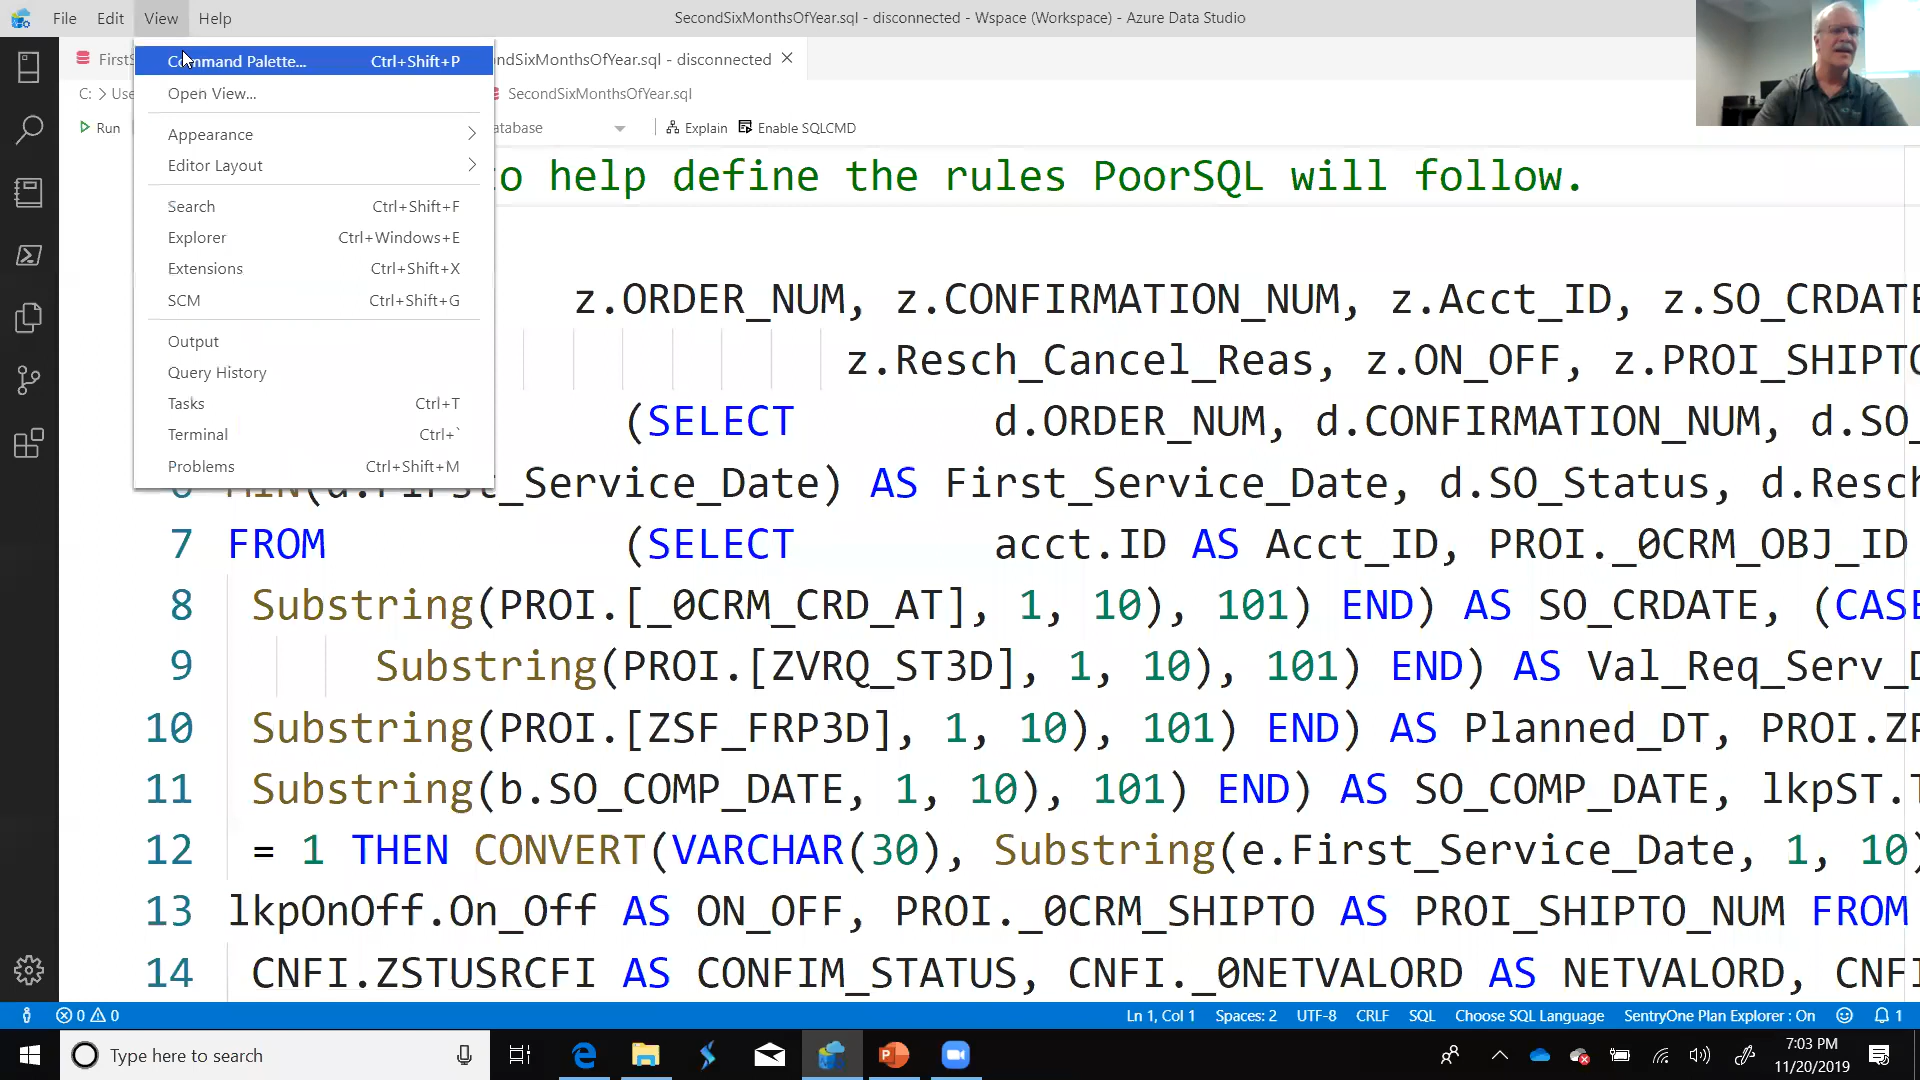 File Edit View Help
SecondSixMonthsOfYear.sql - disconnected - Wspace (Workspace) - Azure Data Studio
ndSixMonthsOfYear.sql - disconnected
Command Palette... Ctrl+Shift+P
Open View...
C: > Use
SecondSixMonthsOfYear.sql
Run
atabase
Explain
Enable SQLCMD
Appearance
Editor Layout
Search Ctrl+Shift+F
Explorer Ctrl+Windows+E
Extensions Ctrl+Shift+X
SCM Ctrl+Shift+G
Output
Query History
Tasks Ctrl+T
Terminal Ctrl+`
Problems Ctrl+Shift+M
o help define the rules PoorSQL will follow.
z.ORDER_NUM, z.CONFIRMATION_NUM, z.Acct_ID, z.SO_CRDATE
z.Resch_Cancel_Reas, z.ON_OFF, z.PROI_SHIPTO
(SELECT d.ORDER_NUM, d.CONFIRMATION_NUM, d.SO_
6 MIN(d.First_Service_Date) AS First_Service_Date, d.SO_Status, d.Resch
7 FROM (SELECT acct.ID AS Acct_ID, PROI._0CRM_OBJ_ID
8 Substring(PROI.[_0CRM_CRD_AT], 1, 10), 101) END) AS SO_CRDATE, (CASE
9 Substring(PROI.[ZVRQ_ST3D], 1, 10), 101) END) AS Val_Req_Serv_D
10 Substring(PROI.[ZSF_FRP3D], 1, 10), 101) END) AS Planned_DT, PROI.ZP
11 Substring(b.SO_COMP_DATE, 1, 10), 101) END) AS SO_COMP_DATE, lkpST.T
12 = 1 THEN CONVERT(VARCHAR(30), Substring(e.First_Service_Date, 1, 10)
13 lkpOnOff.On_Off AS ON_OFF, PROI._0CRM_SHIPTO AS PROI_SHIPTO_NUM FROM
14 CNFI.ZSTUSRCFI AS CONFIM_STATUS, CNFI._0NETVALORD AS NETVALORD, CNFI
0 0
Ln 1, Col 1 Spaces: 2 UTF-8 CRLF SQL Choose SQL Language SentryOne Plan Explorer : On 1
Type here to search
7:03 PM
11/20/2019